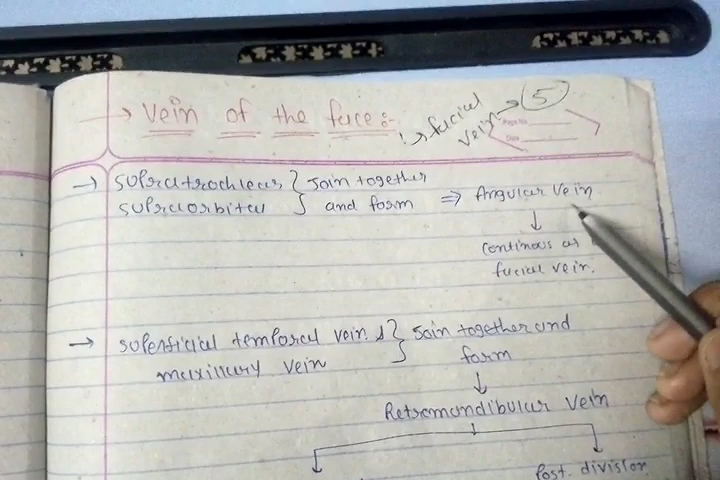 → Vein of the face:-
↳ facial vein → 5
Page No.
Date
→ Supratrochlear } Join together ⇒ Angular Vein
Supraorbital } and form
↓
Continous as
facial vein.
→ Superficial temporal vein & } Join together and
maxillary vein } form
↓
Retromandibular Vein
Post. division